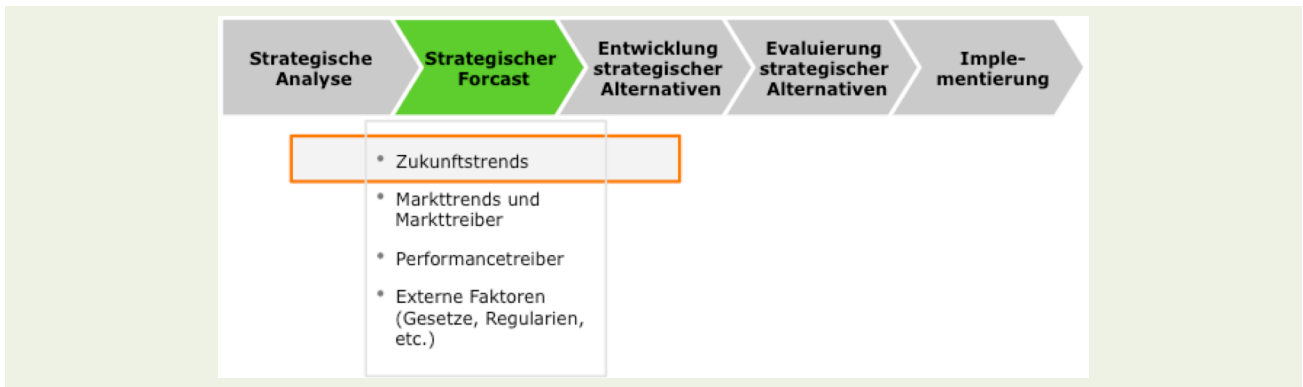 Strategische
Analyse
Strategischer
Forcast
Entwicklung
strategischer
Alternativen
Evaluierung
strategischer
Alternativen
Imple-
mentierung
• Zukunftstrends
• Markttrends und
Markttreiber
• Performancetreiber
• Externe Faktoren
(Gesetze, Regularien,
etc.)